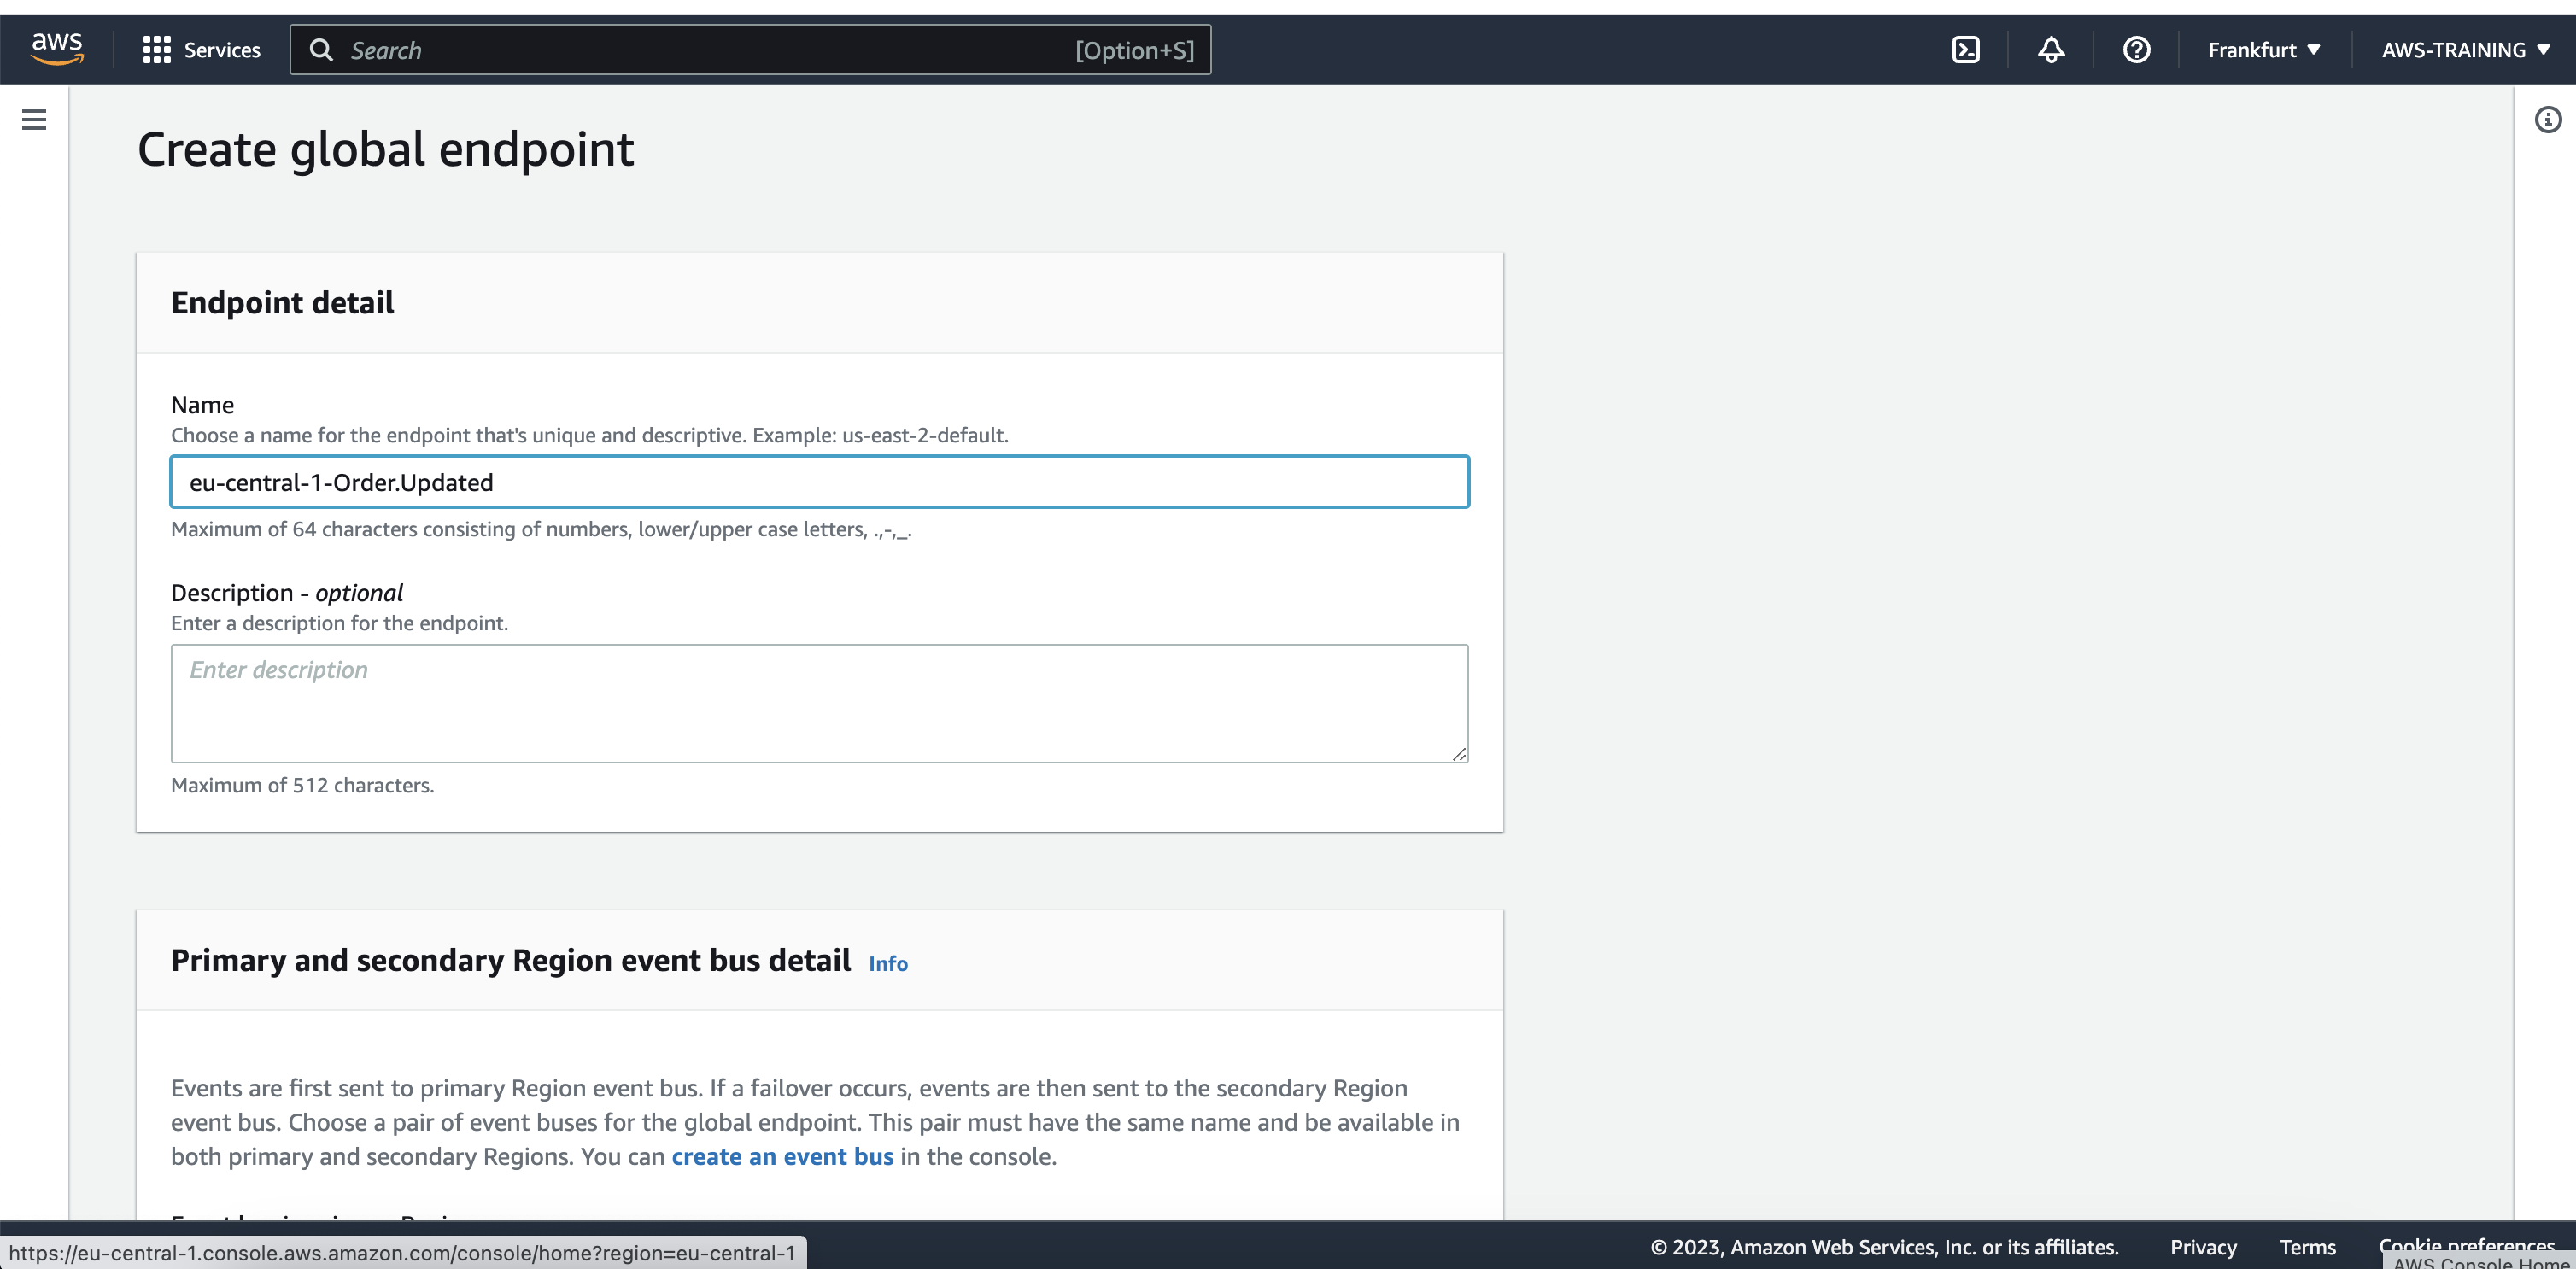 aws Services Search [Option+S] Frankfurt AWS-TRAINING
Create global endpoint
Endpoint detail
Name
Choose a name for the endpoint that's unique and descriptive. Example: us-east-2-default.
eu-central-1-Order.Updated
Maximum of 64 characters consisting of numbers, lower/upper case letters, .,-,_.
Description - optional
Enter a description for the endpoint.
Enter description
Maximum of 512 characters.
Primary and secondary Region event bus detail Info
Events are first sent to primary Region event bus. If a failover occurs, events are then sent to the secondary Region
event bus. Choose a pair of event buses for the global endpoint. This pair must have the same name and be available in
both primary and secondary Regions. You can create an event bus in the console.
© 2023, Amazon Web Services, Inc. or its affiliates. Privacy Terms Cookie preferences
https://eu-central-1.console.aws.amazon.com/console/home?region=eu-central-1
AWS Console Home